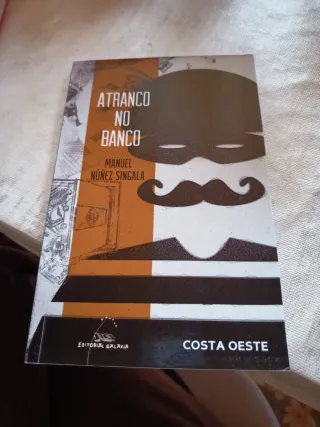 ATRANCO
NO
BANCO
MANUEL
NÚÑEZ SINGALA
EDITORIAL GALAXIA
COSTA OESTE